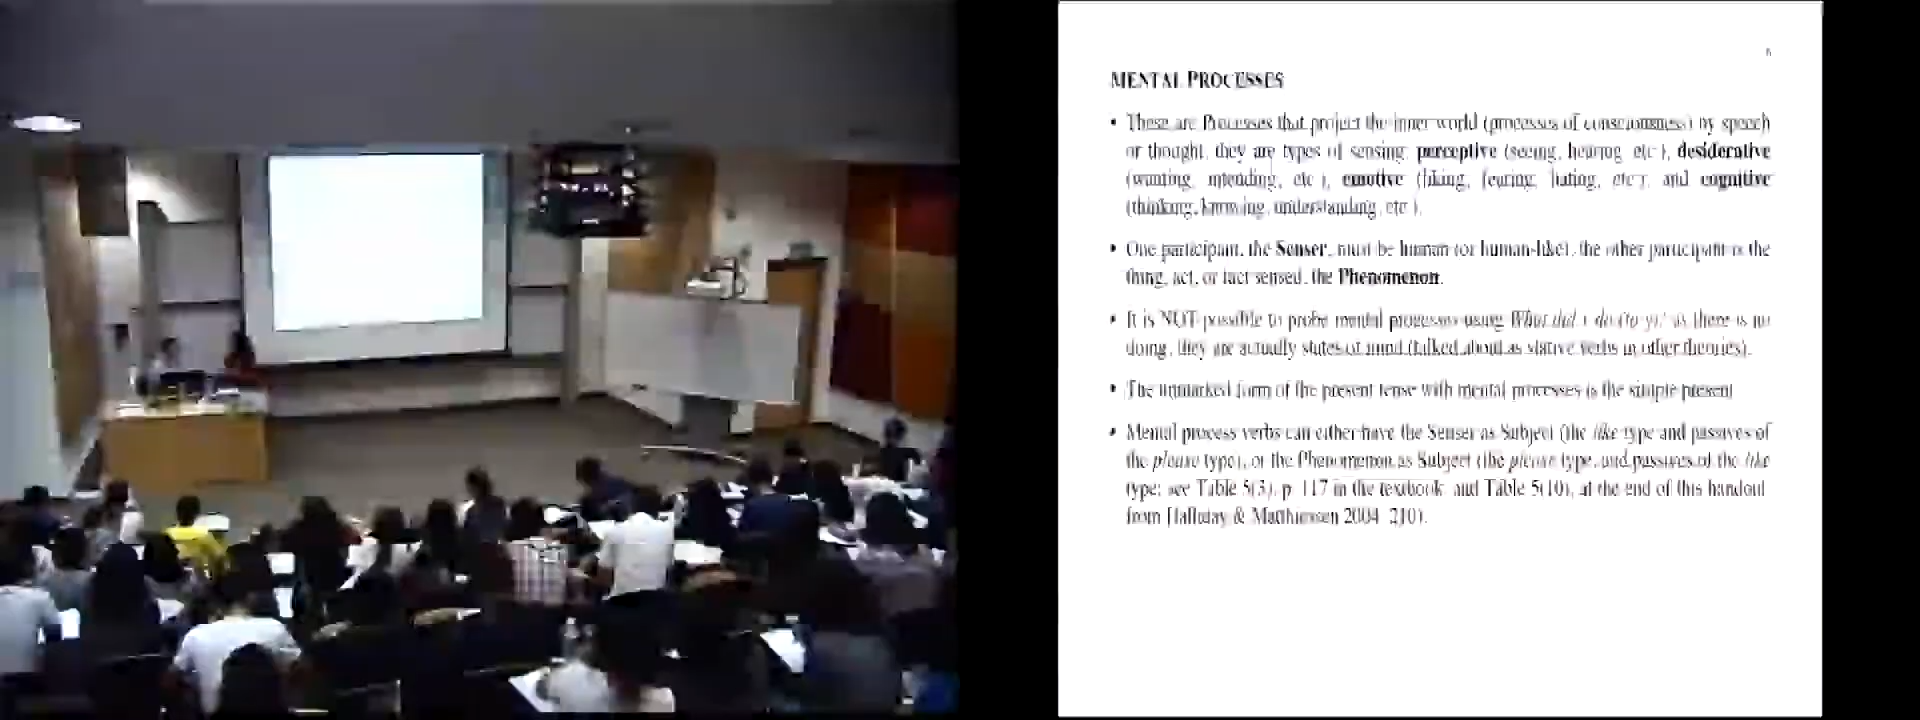 MENTAL PROCESSES
• These are Processes that project the inner world (processes of consciousness) by speech
or thought, they are types of sensing: perceptive (seeing, hearing, etc.), desiderative
(wanting, intending, etc.), emotive (liking, fearing, hating, etc.), and cognitive
(thinking, knowing, understanding, etc.).
• One participant, the Senser, must be human (or human-like), the other participant is the
thing, act, or fact sensed, the Phenomenon.
• It is NOT possible to probe mental processes using What did x do (to y)? as there is no
doing, they are actually states of mind (talked about as stative verbs in other theories).
• The unmarked form of the present tense with mental processes is the simple present
• Mental process verbs can either have the Senser as Subject (the like type and passives of
the please type), or the Phenomenon as Subject (the please type, and passives of the like
type; see Table 5(3), p. 117 in the textbook, and Table 5(10), at the end of this handout
from Halliday & Matthiessen 2004: 210).